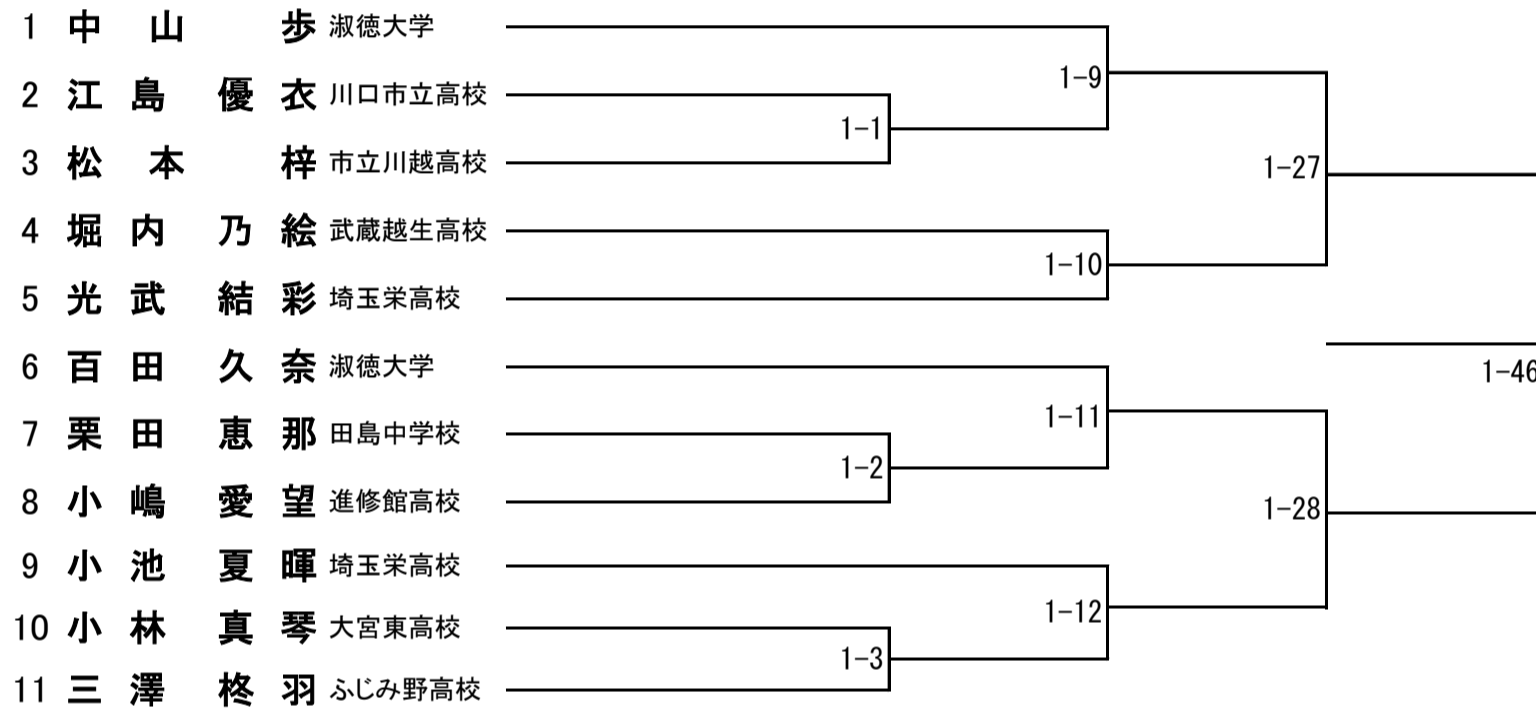 1 中山 歩 淑徳大学
1-9
2 江島 優衣 川口市立高校
1-1
3 松本 梓 市立川越高校
1-27
4 堀内 乃絵 武蔵越生高校
1-10
5 光武 結彩 埼玉栄高校
6 百田 久奈 淑徳大学
1-46
1-11
7 栗田 恵那 田島中学校
1-2
8 小嶋 愛望 進修館高校
1-28
9 小池 夏暉 埼玉栄高校
1-12
10 小林 真琴 大宮東高校
1-3
11 三澤 柊羽 ふじみ野高校